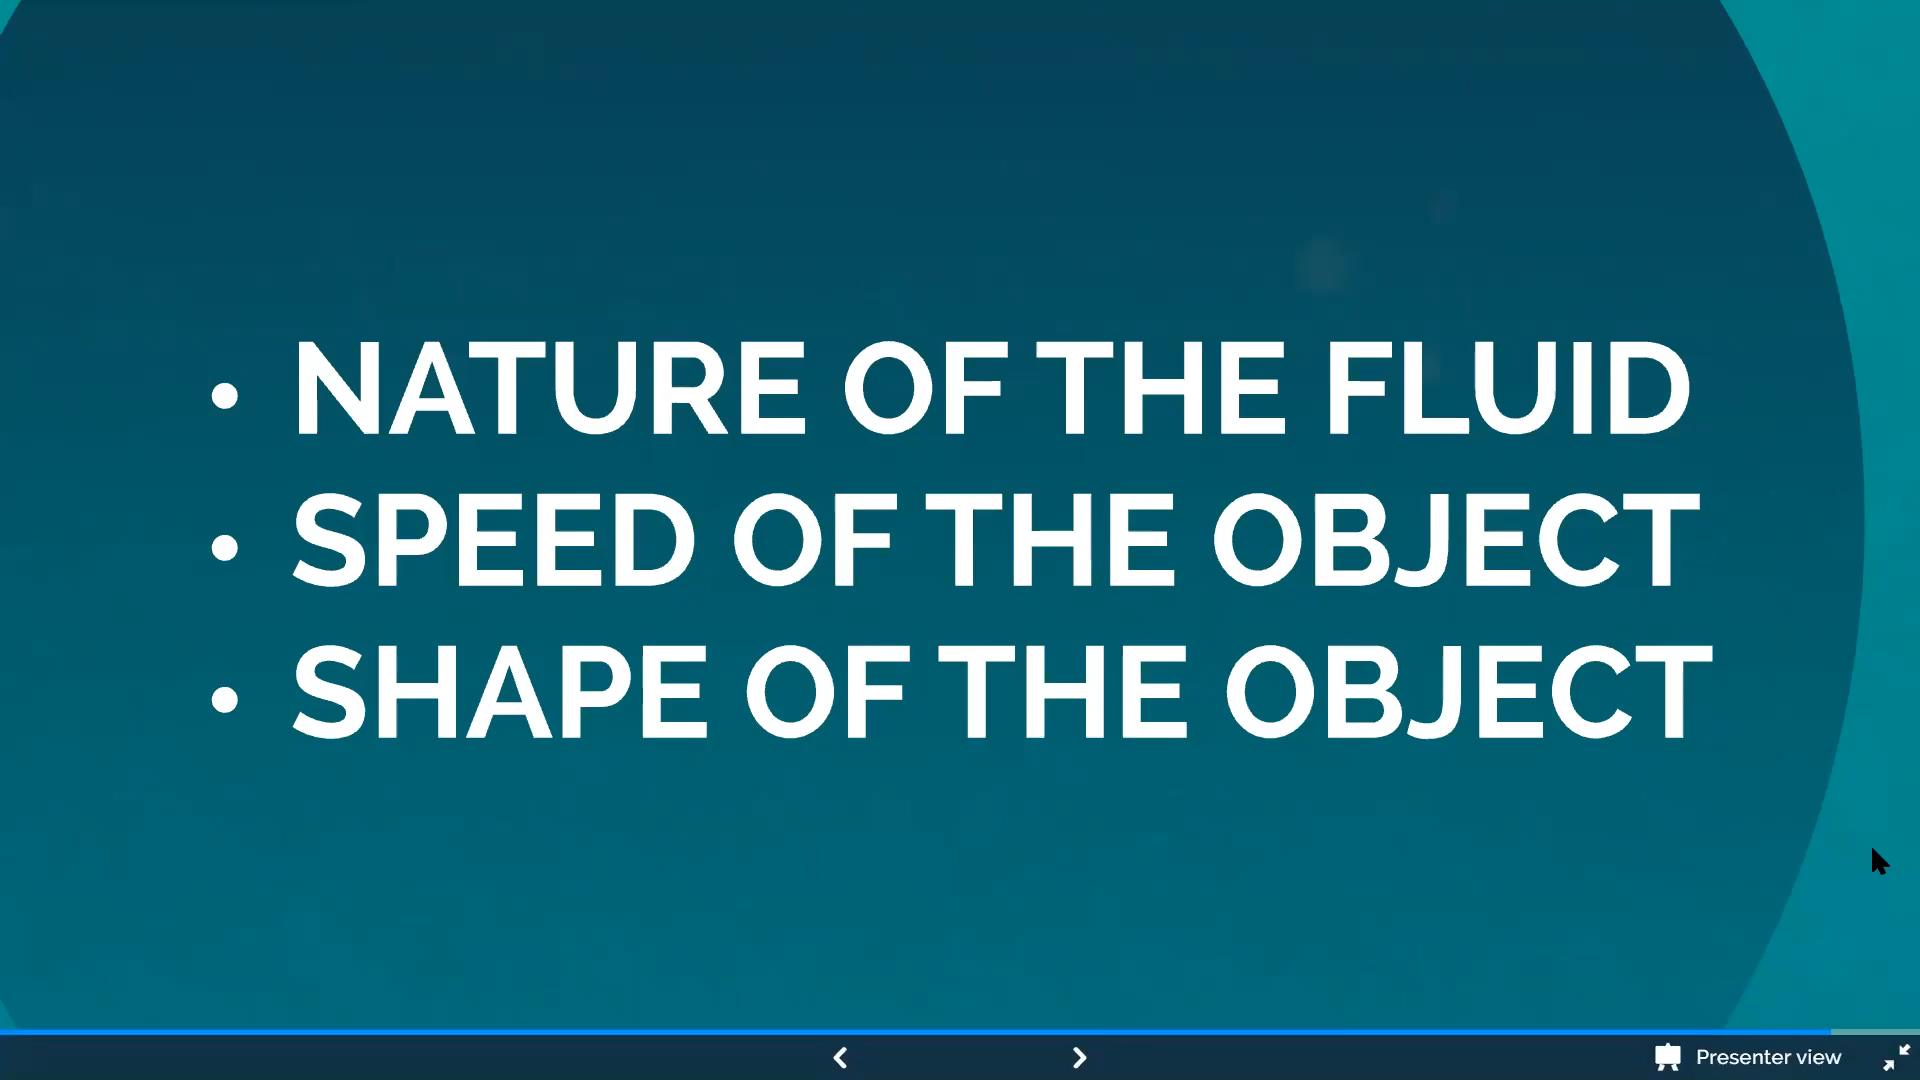 • NATURE OF THE FLUID
• SPEED OF THE OBJECT
• SHAPE OF THE OBJECT
Presenter view